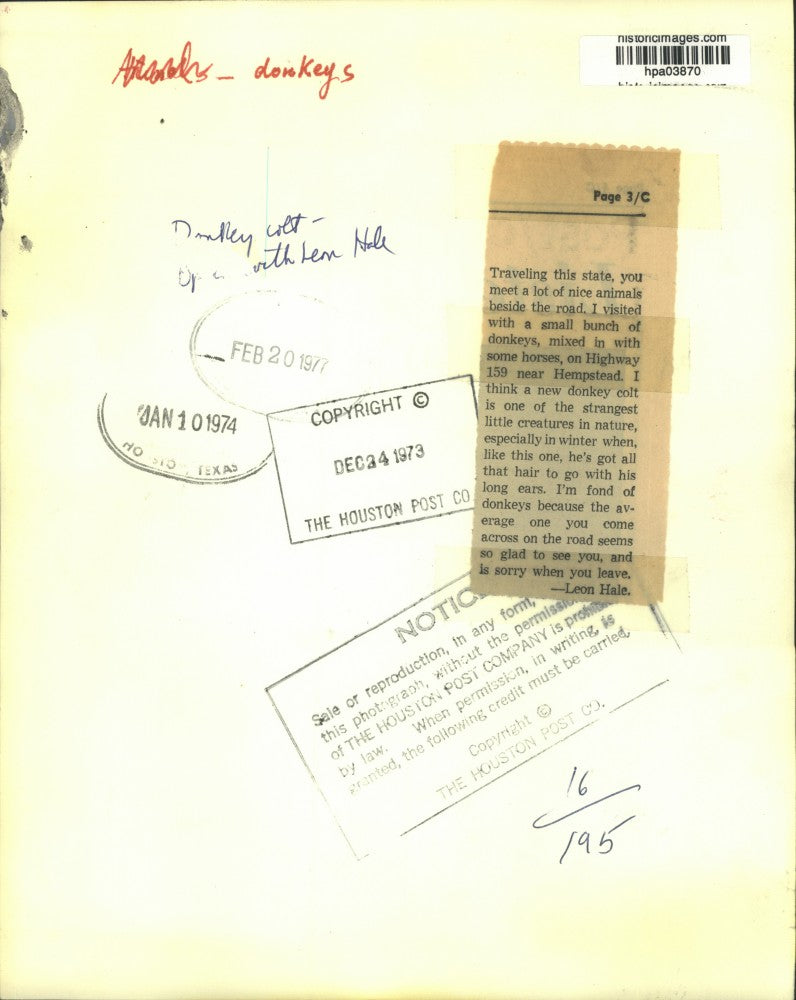 historicimages.com
hpa03870
donkeys
Donkey colt -
with Leon Hale
FEB 20 1977
JAN 10 1974
TEXAS
COPYRIGHT ©
DEC 24 1973
THE HOUSTON POST CO.
Page 3/C
Traveling this state, you
meet a lot of nice animals
beside the road. I visited
with a small bunch of
donkeys, mixed in with
some horses, on Highway
159 near Hempstead. I
think a new donkey colt
is one of the strangest
little creatures in nature,
especially in winter when,
like this one, he's got all
that hair to go with his
long ears. I'm fond of
donkeys because the av-
erage one you come
across on the road seems
so glad to see you, and
is sorry when you leave.
—Leon Hale.
NOTIC
Sale or reproduction, in any form,
this photograph, without the permission
of THE HOUSTON POST COMPANY is prohib
by law. When permission, in writing, is
granted, the following credit must be carried,
Copyright ©
THE HOUSTON POST CO.
16
195